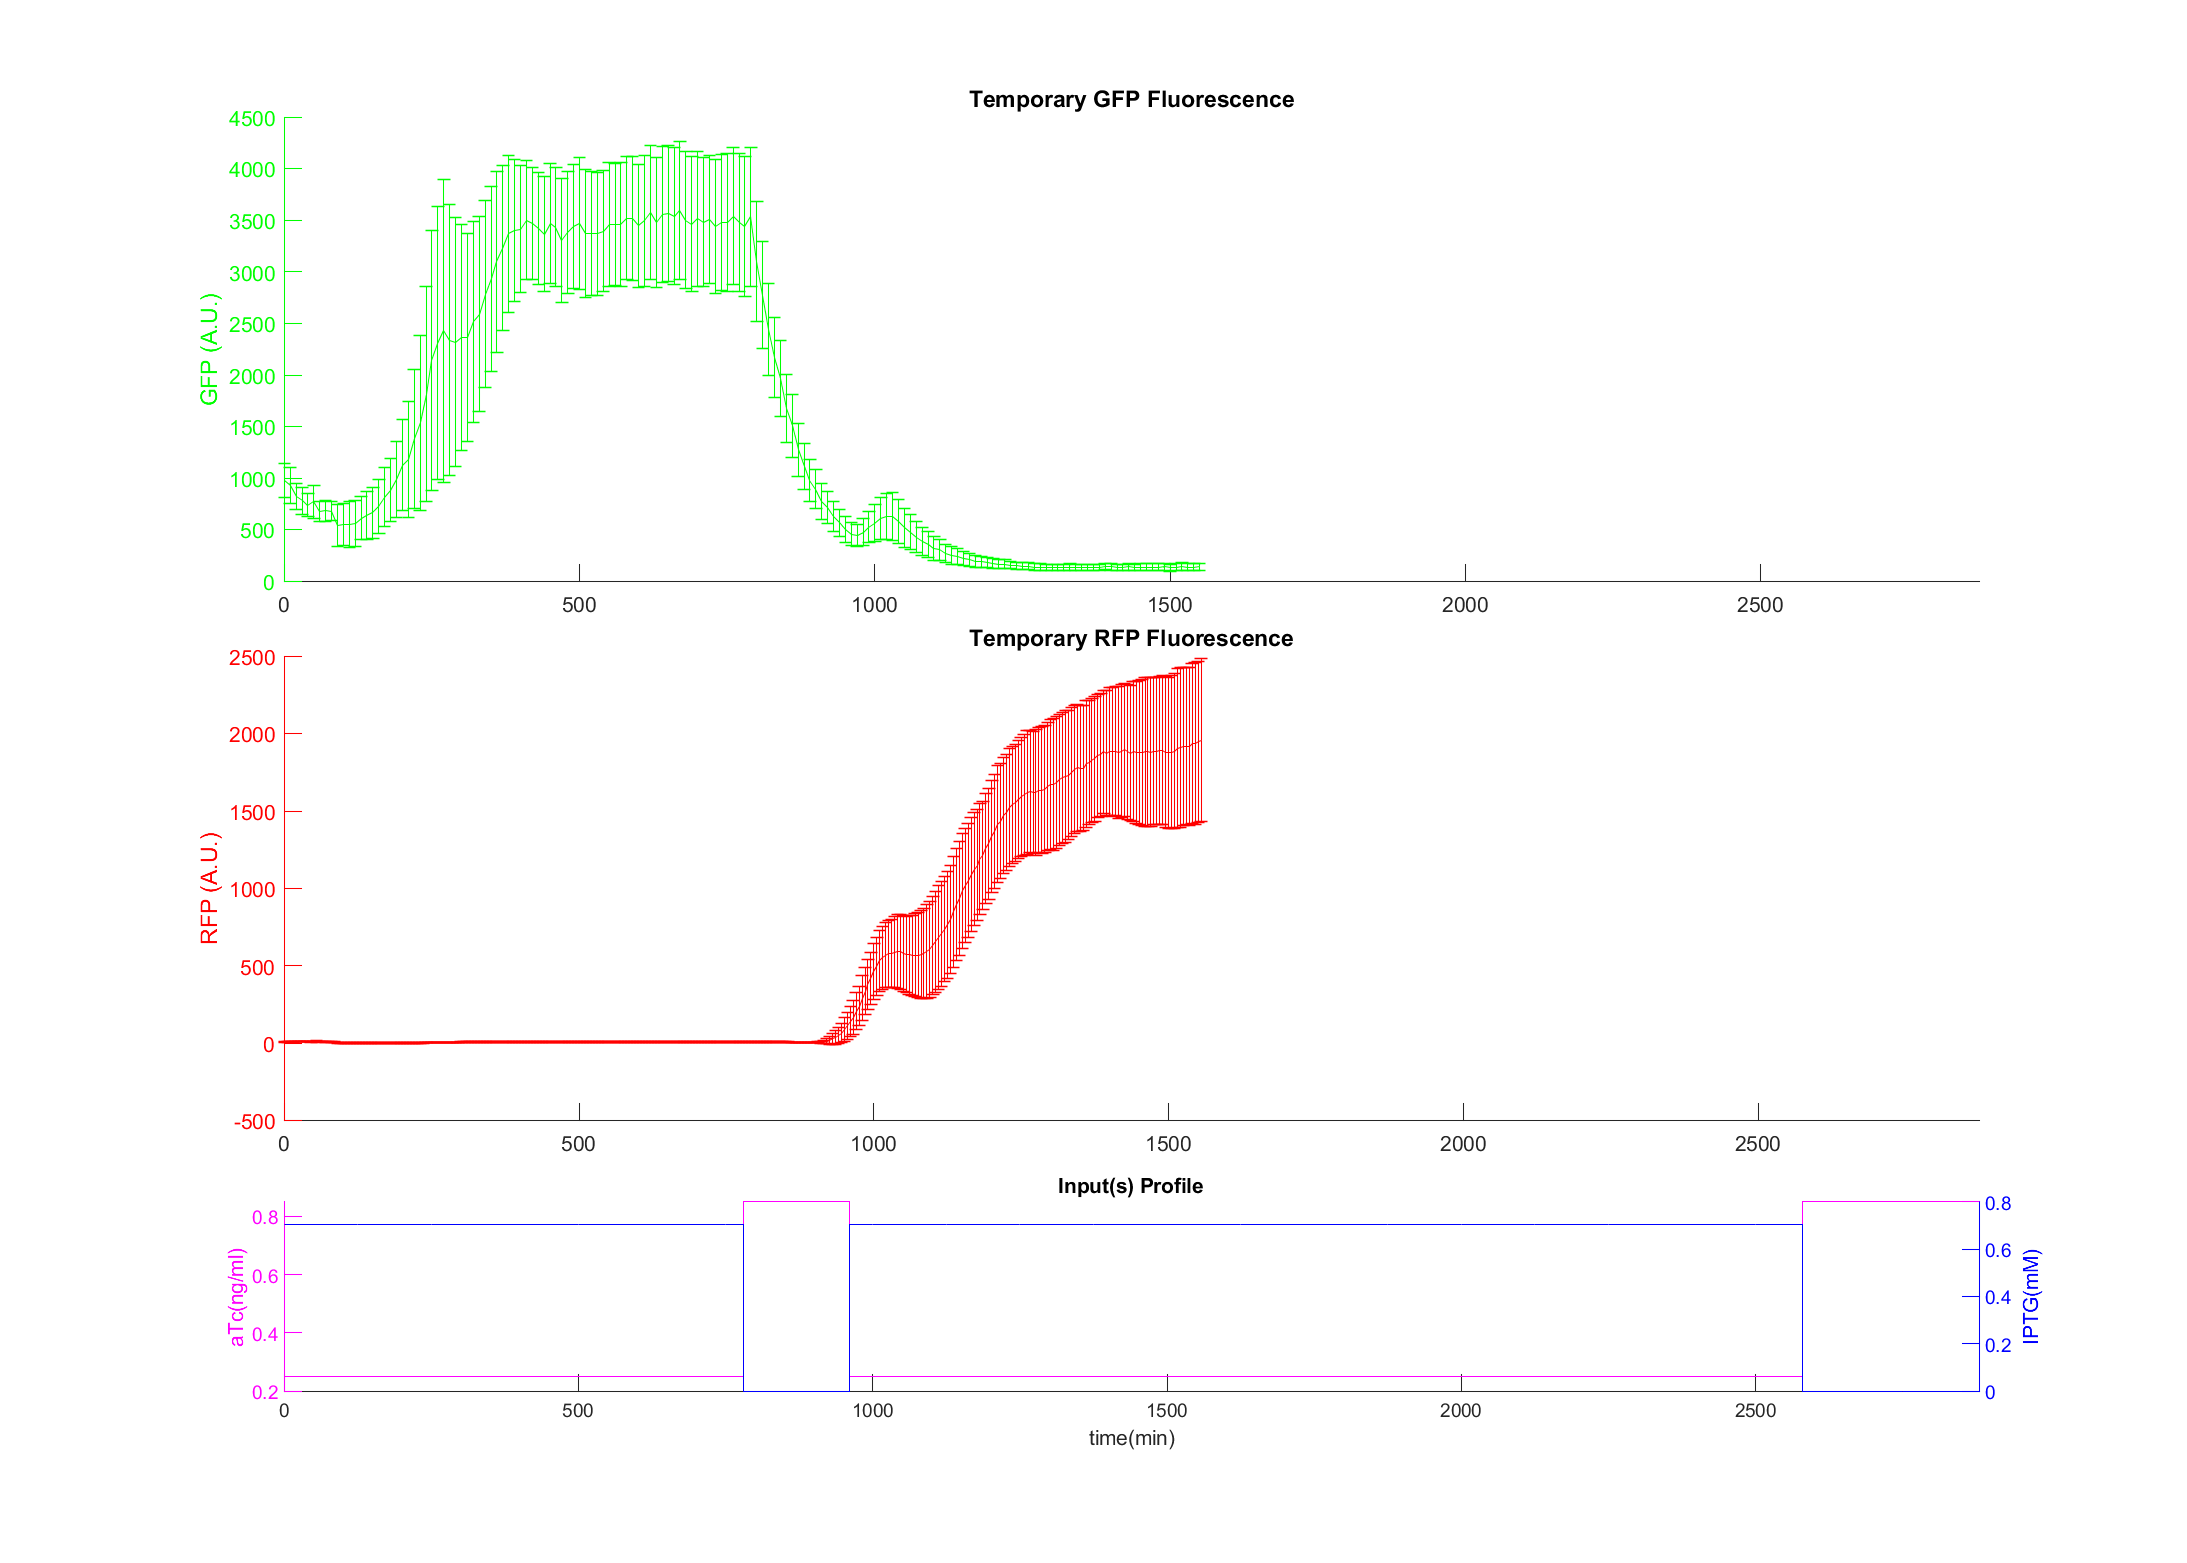 Temporary GFP Fluorescence
4500
4000
3500
3000
2500
2000
1500
1000
500
0
GFP (A.U.)
0 500 1000 1500 2000 2500
Temporary RFP Fluorescence
2500
2000
1500
1000
500
0
-500
RFP (A.U.)
0 500 1000 1500 2000 2500
Input(s) Profile
0.8
0.6
0.4
0.2
aTc(ng/ml)
0.8
0.6
0.4
0.2
0
IPTG(mM)
0 500 1000 1500 2000 2500
time(min)